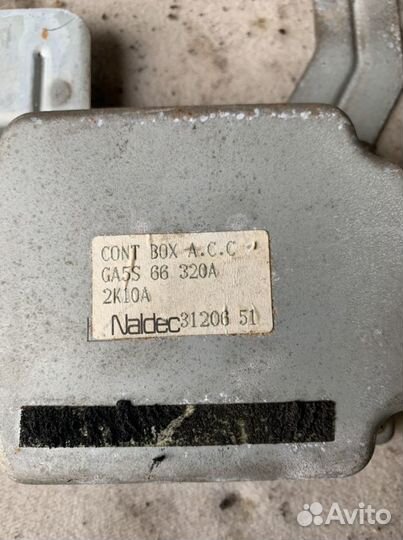 CONT BOX A.C.C
GA5S 66 320A
2K10A
Naldec 31206 51
Avito